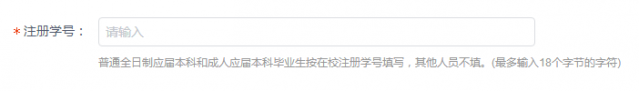 *注册学号： 请输入
普通全日制应届本科和成人应届本科毕业生按在校注册学号填写，其他人员不填。(最多输入18个字节的字符)